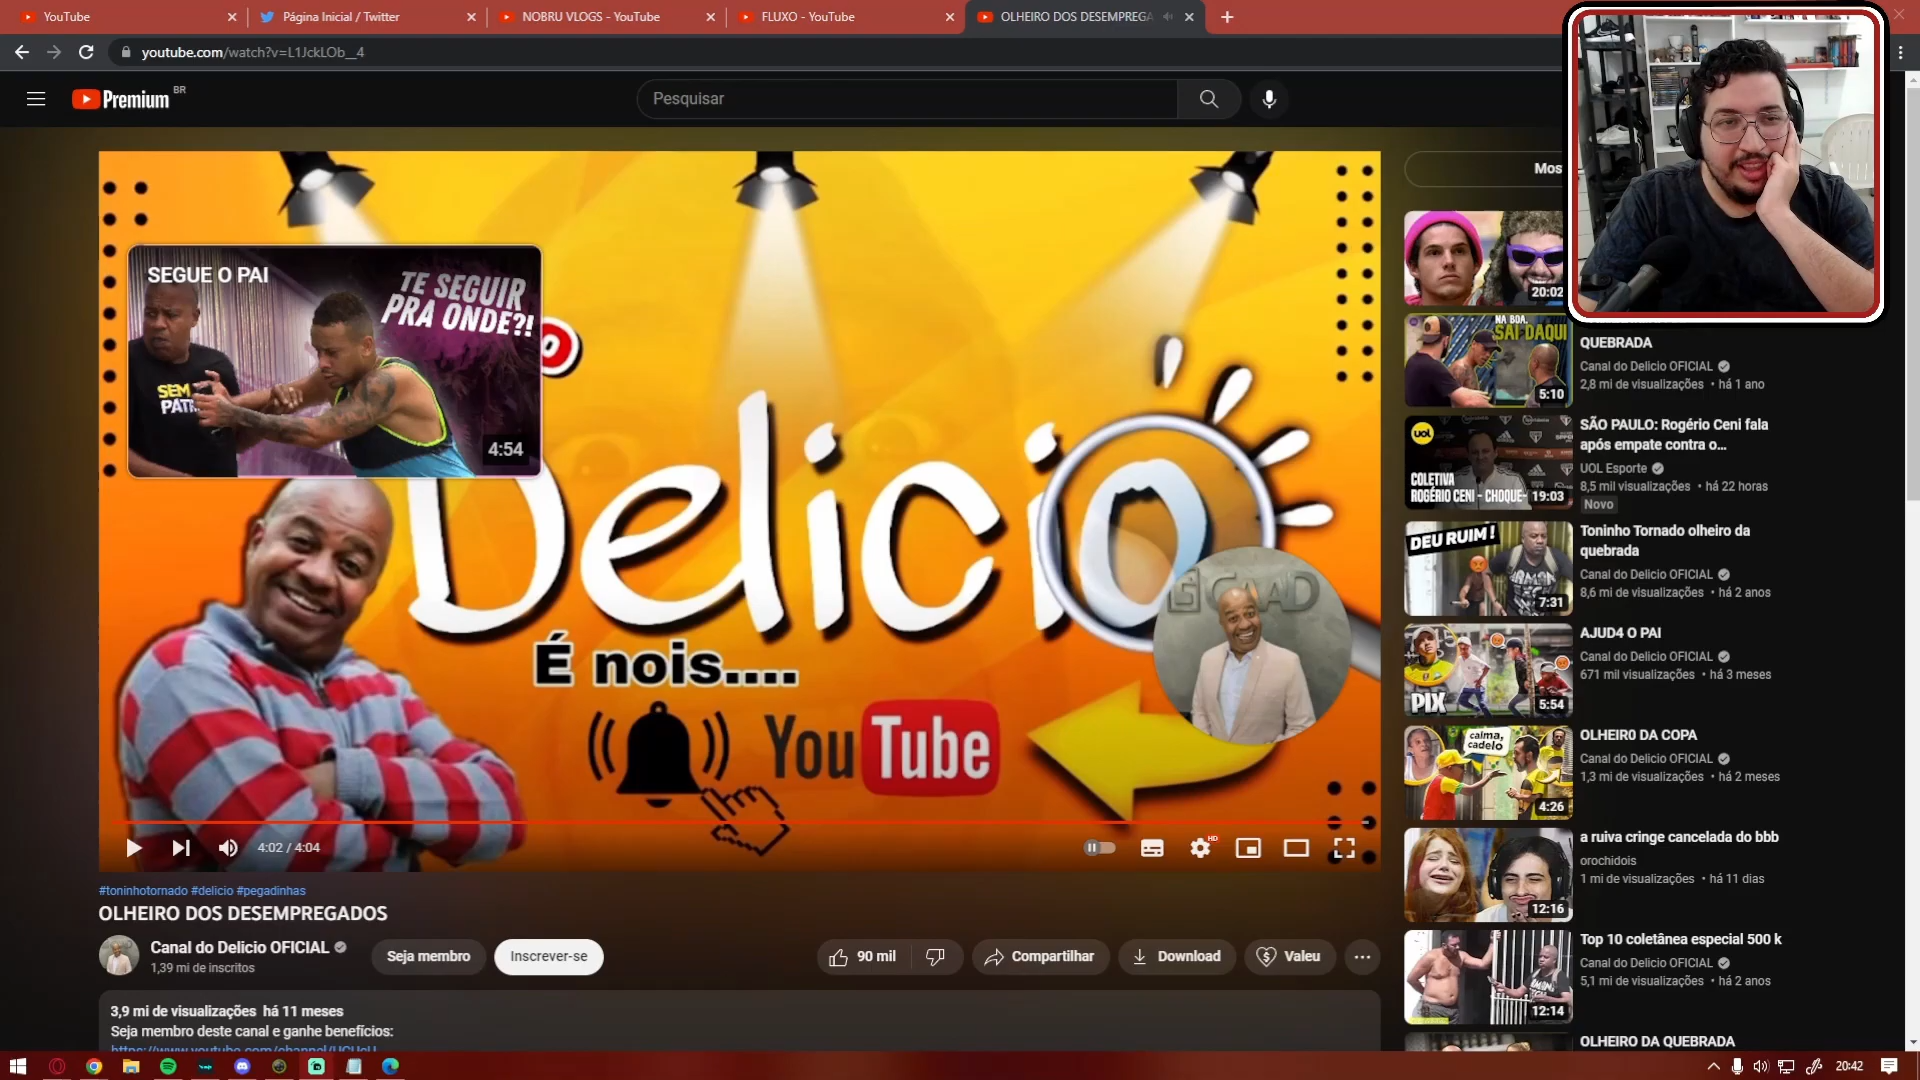 YouTube
Página Inicial / Twitter
NOBRU VLOGS - YouTube
FLUXO - YouTube
OLHEIRO DOS DESEMPREGA
youtube.com/watch?v=L1JckLOb__4
Premium BR
Pesquisar
Mos
SEGUE O PAI
TE SEGUIR
PRA ONDE?!
SEM
4:54
Delicio
É nois....
YouTube
4:02 / 4:04
HD
#toninhotornado #delicio #pegadinhas
OLHEIRO DOS DESEMPREGADOS
Canal do Delicio OFICIAL
1,39 mi de inscritos
Seja membro
Inscrever-se
90 mil
Compartilhar
Download
Valeu
3,9 mi de visualizações há 11 meses
Seja membro deste canal e ganhe benefícios:
20:02
NA BOA,
SAI DAQUI
5:10
QUEBRADA
Canal do Delicio OFICIAL
2,8 mi de visualizações • há 1 ano
uol
COLETIVA
ROGÉRIO CENI - CHOQUE-
19:03
SÃO PAULO: Rogério Ceni fala
após empate contra o...
UOL Esporte
8,5 mil visualizações • há 22 horas
Novo
DEU RUIM!
7:31
Toninho Tornado olheiro da
quebrada
Canal do Delicio OFICIAL
8,6 mi de visualizações • há 2 anos
PIX
5:54
AJUD4 O PAI
Canal do Delicio OFICIAL
671 mil visualizações • há 3 meses
calma,
cadelo
4:26
OLHEIR0 DA COPA
Canal do Delicio OFICIAL
1,3 mi de visualizações • há 2 meses
12:16
a ruiva cringe cancelada do bbb
orochidois
1 mi de visualizações • há 11 dias
12:14
Top 10 coletânea especial 500 k
Canal do Delicio OFICIAL
5,1 mi de visualizações • há 2 anos
OLHEIRO DA QUEBRADA
20:42